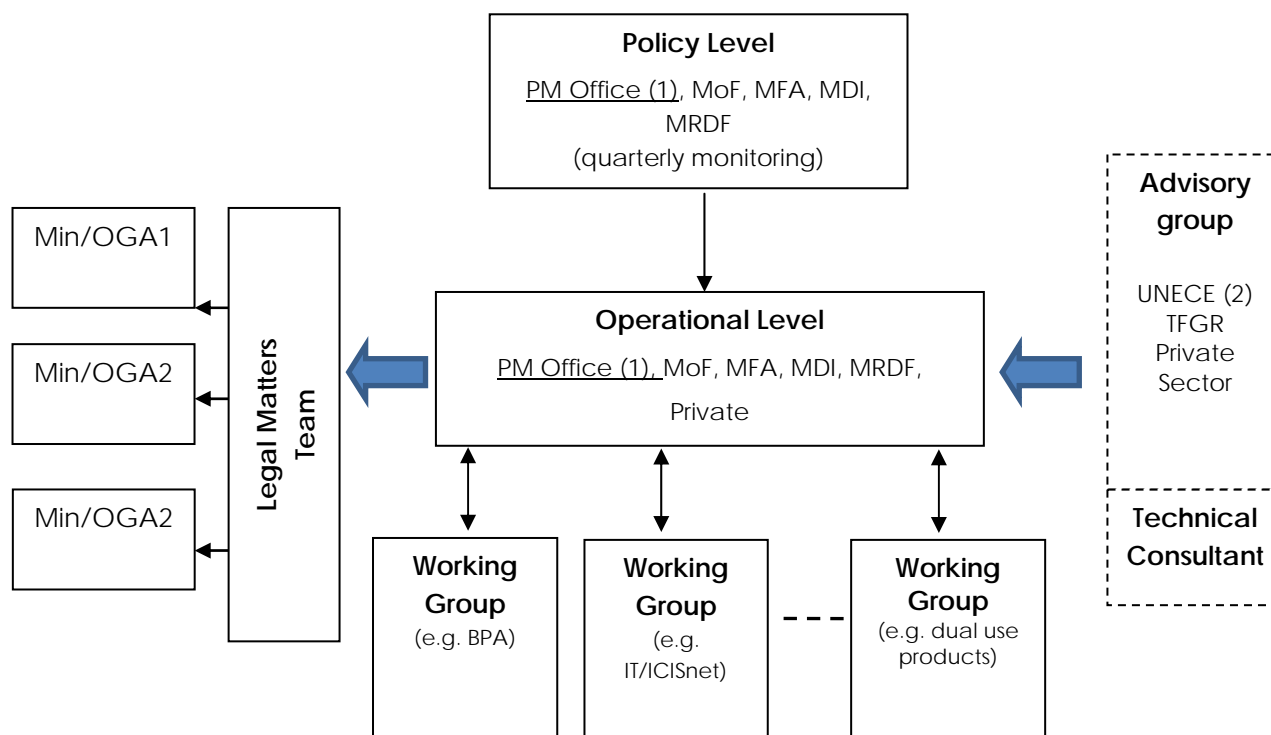 Policy Level
PM Office (1), MoF, MFA, MDI,
MRDF
(quarterly monitoring)
Advisory
group
UNECE (2)
TFGR
Private
Sector
Technical
Consultant
Min/OGA1
Min/OGA2
Min/OGA2
Legal Matters
Team
Operational Level
PM Office (1), MoF, MFA, MDI, MRDF,
Private
Working
Group
(e.g. BPA)
Working
Group
(e.g.
IT/ICISnet)
Working
Group
(e.g. dual use
products)